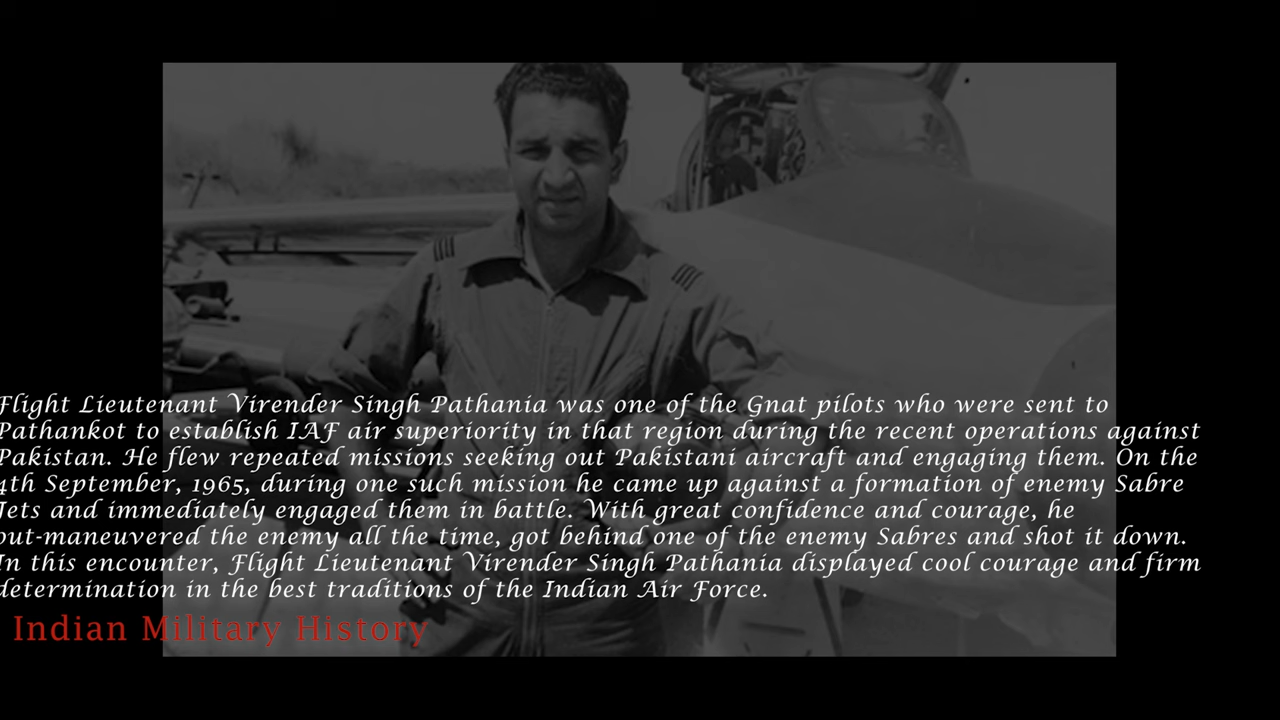 Flight Lieutenant Virender Singh Pathania was one of the Gnat pilots who were sent to
Pathankot to establish IAF air superiority in that region during the recent operations against
Pakistan. He flew repeated missions seeking out Pakistani aircraft and engaging them. On the
4th September, 1965, during one such mission he came up against a formation of enemy Sabre
Jets and immediately engaged them in battle. With great confidence and courage, he
out-maneuvered the enemy all the time, got behind one of the enemy Sabres and shot it down.
In this encounter, Flight Lieutenant Virender Singh Pathania displayed cool courage and firm
determination in the best traditions of the Indian Air Force.
Indian Military History